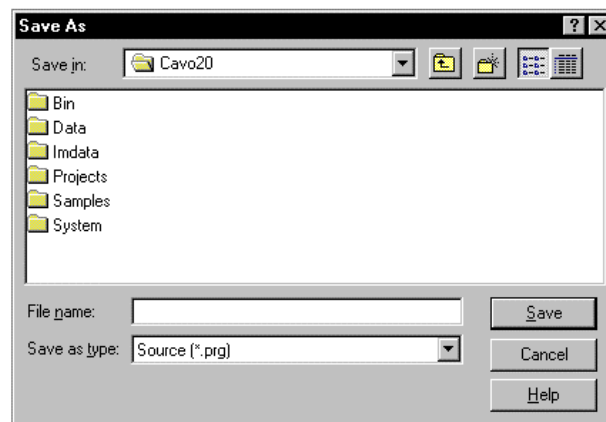 Save As
Save in: Cavo20
Bin
Data
Imdata
Projects
Samples
System
File name: Save
Save as type: Source (*.prg) Cancel
Help